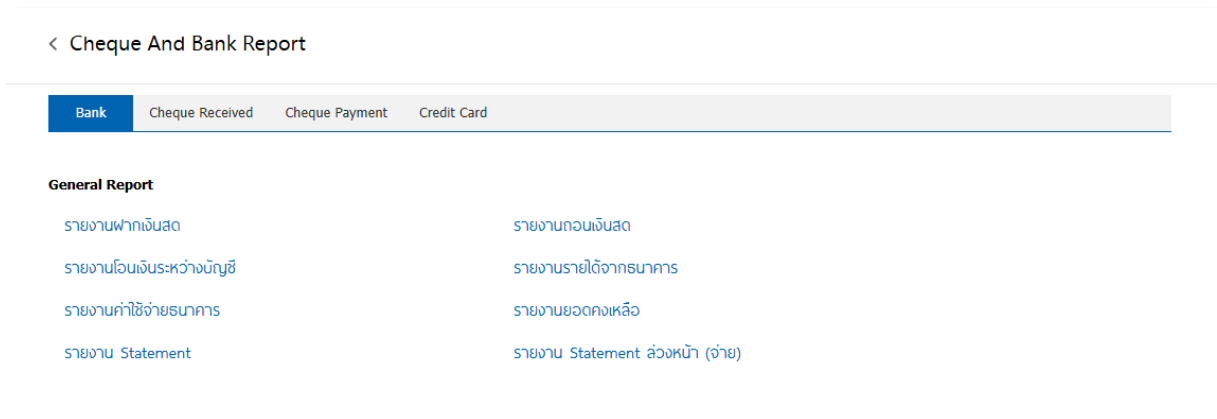 < Cheque And Bank Report
Bank Cheque Received Cheque Payment Credit Card
General Report
รายงานฝากเงินสด รายงานถอนเงินสด
รายงานโอนเงินระหว่างบัญชี รายงานรายได้จากธนาคาร
รายงานค่าใช้จ่ายธนาคาร รายงานยอดคงเหลือ
รายงาน Statement รายงาน Statement ล่วงหน้า (จ่าย)